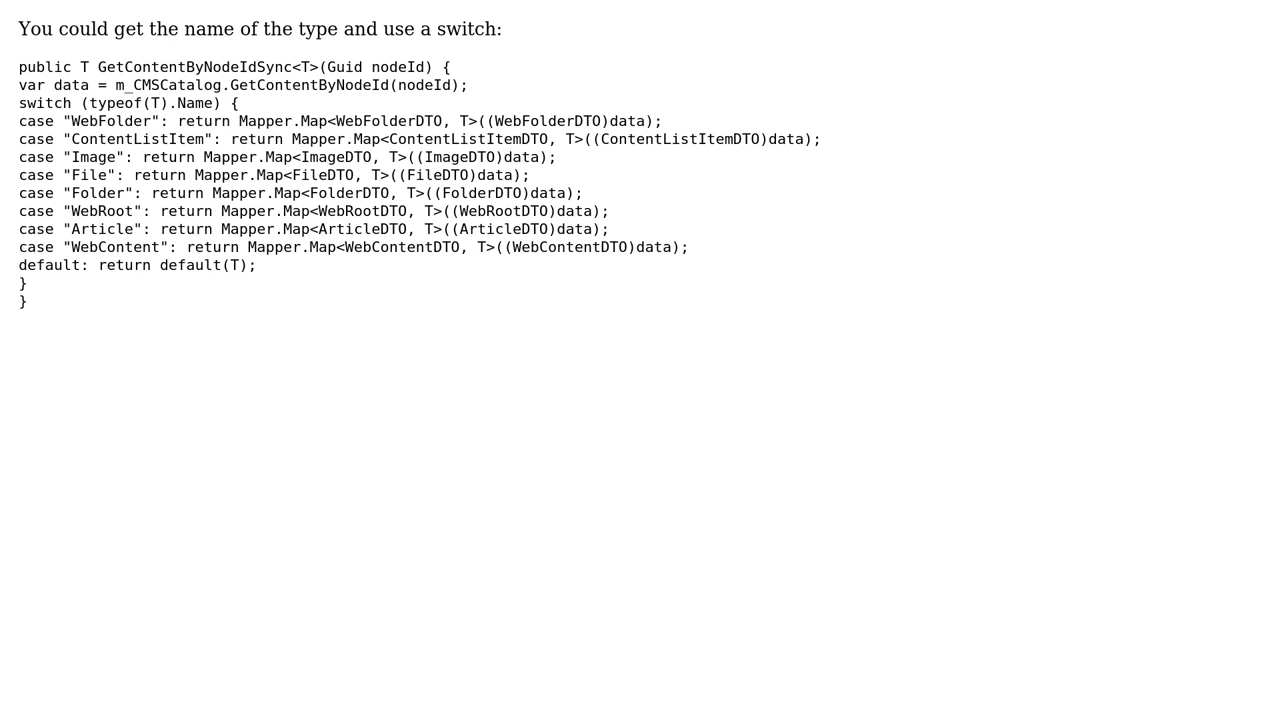 You could get the name of the type and use a switch:
public T GetContentByNodeIdSync<T>(Guid nodeId) {
var data = m_CMSCatalog.GetContentByNodeId(nodeId);
switch (typeof(T).Name) {
case "WebFolder": return Mapper.Map<WebFolderDTO, T>((WebFolderDTO)data);
case "ContentListItem": return Mapper.Map<ContentListItemDTO, T>((ContentListItemDTO)data);
case "Image": return Mapper.Map<ImageDTO, T>((ImageDTO)data);
case "File": return Mapper.Map<FileDTO, T>((FileDTO)data);
case "Folder": return Mapper.Map<FolderDTO, T>((FolderDTO)data);
case "WebRoot": return Mapper.Map<WebRootDTO, T>((WebRootDTO)data);
case "Article": return Mapper.Map<ArticleDTO, T>((ArticleDTO)data);
case "WebContent": return Mapper.Map<WebContentDTO, T>((WebContentDTO)data);
default: return default(T);
}
}